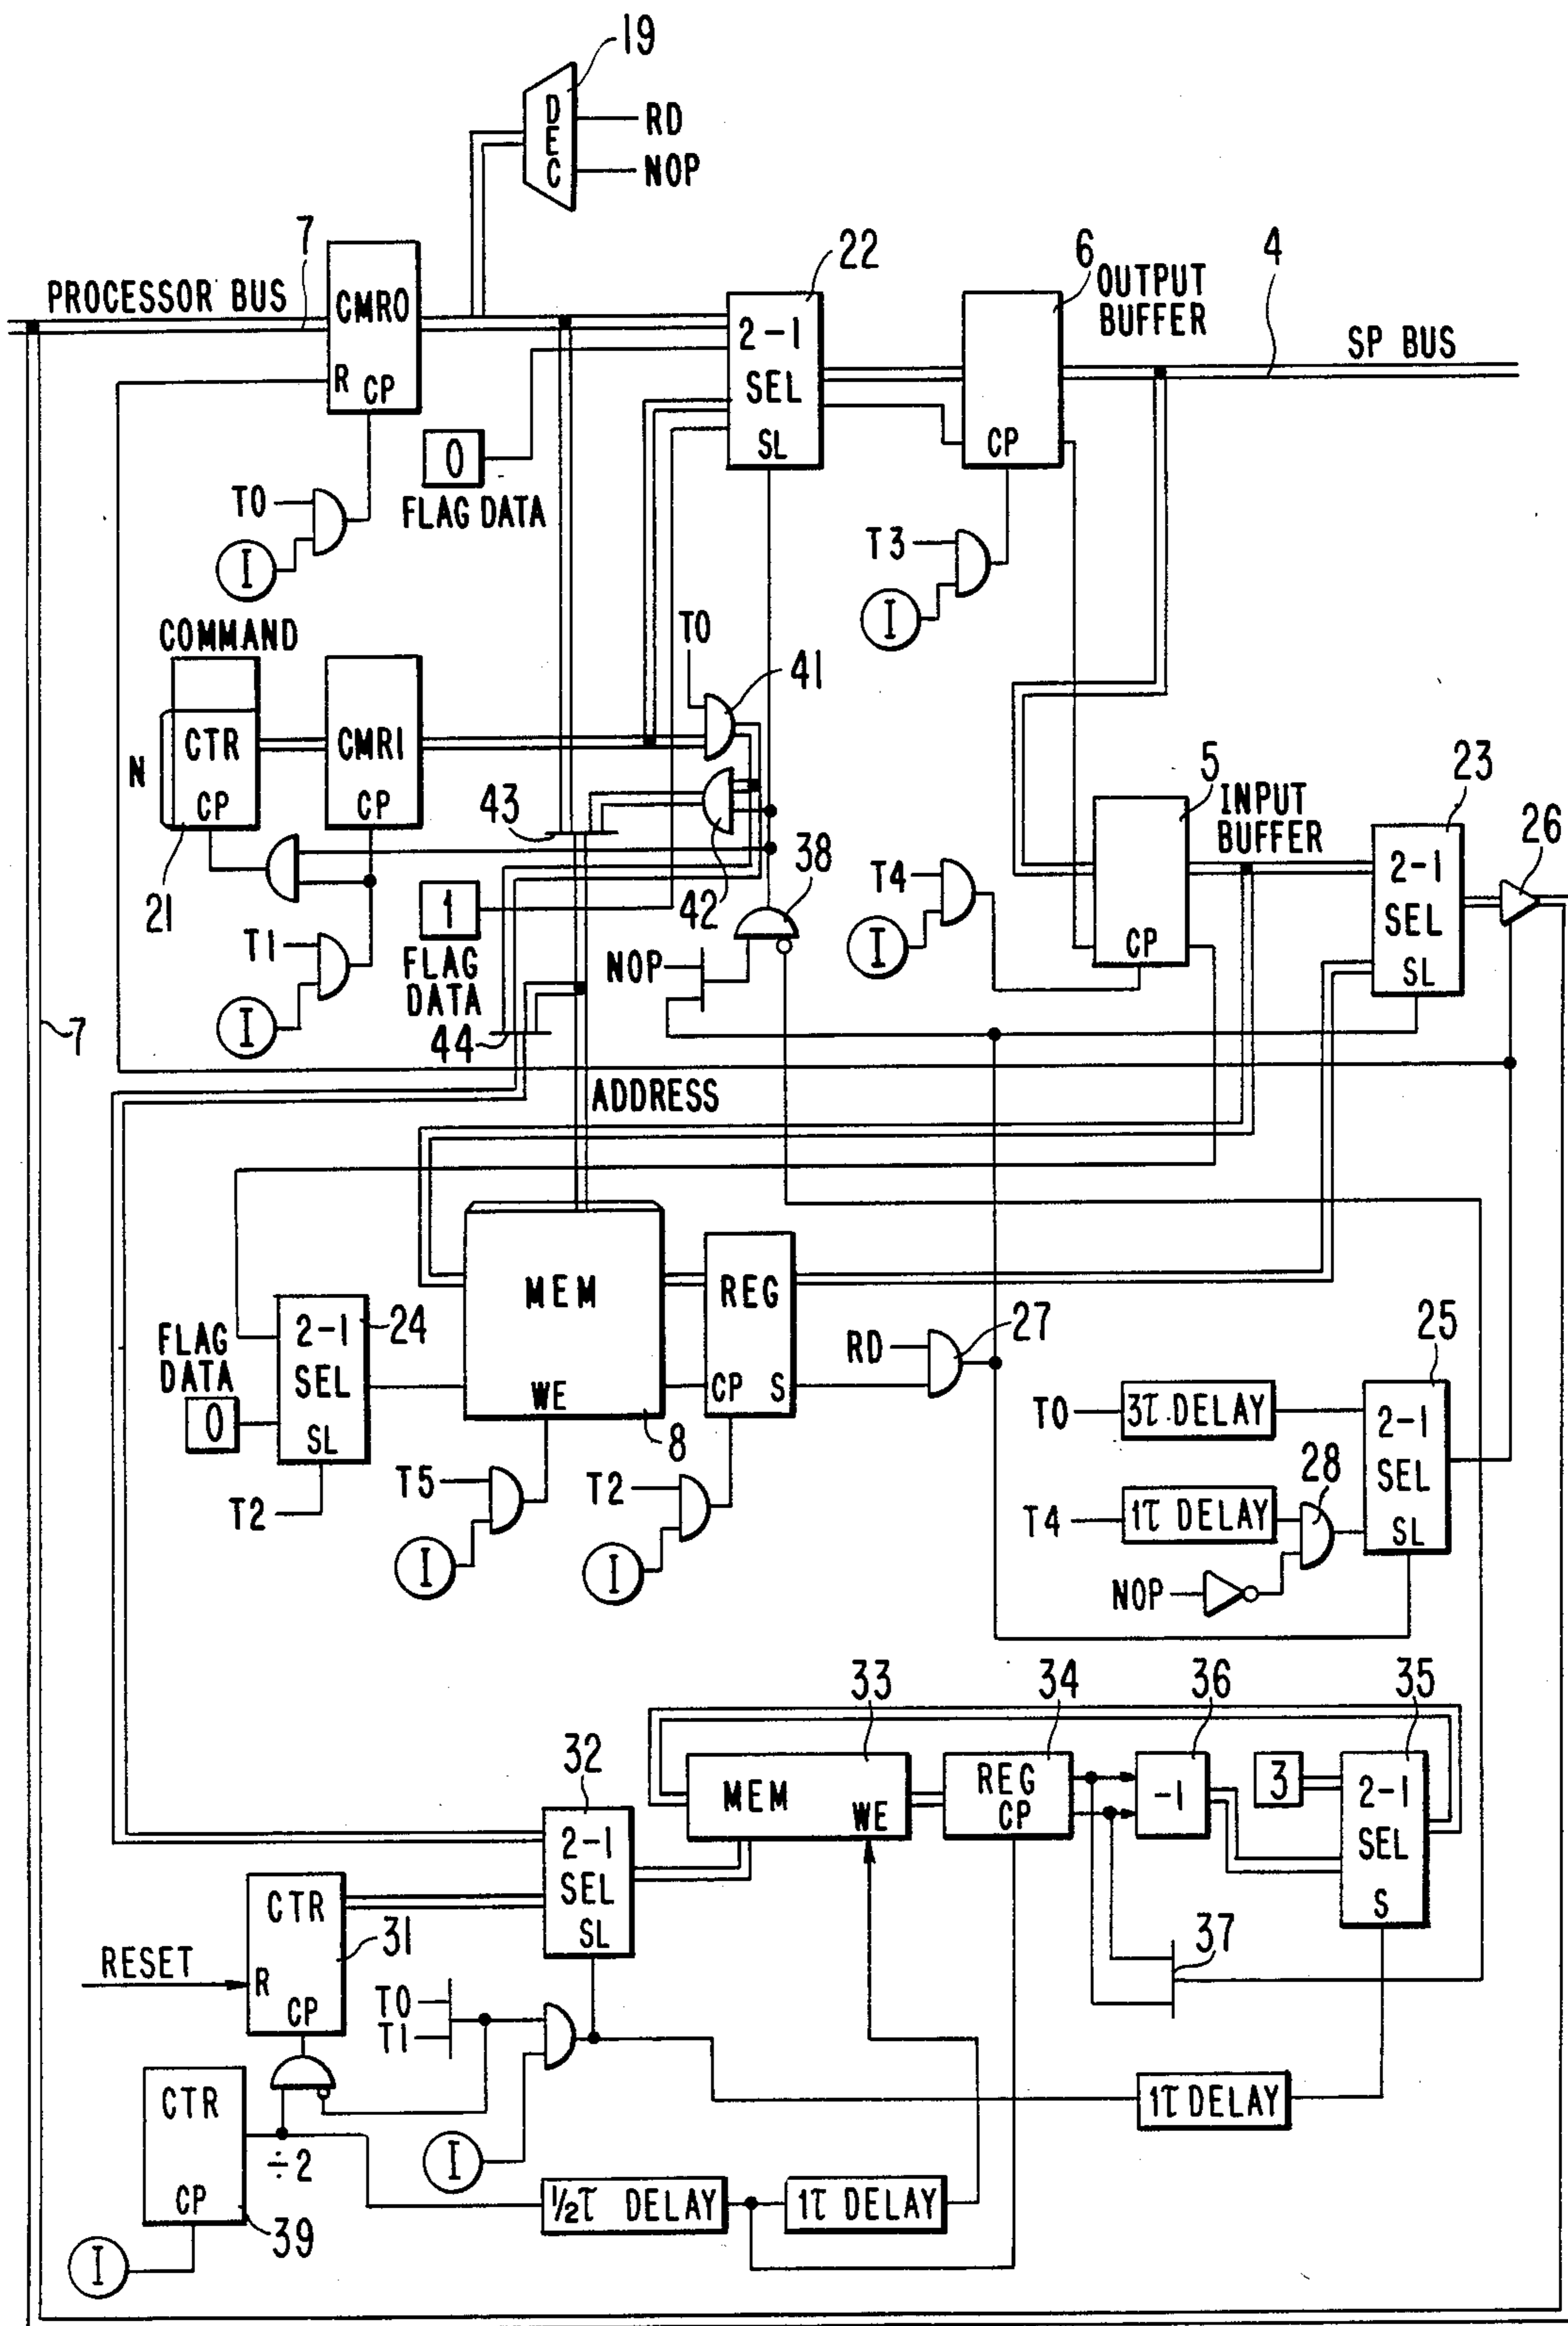 19
D
E
C
RD
NOP
7
PROCESSOR BUS
CMR0
R
CP
22
2-1
SEL
SL
6
OUTPUT
BUFFER
CP
4
SP BUS
0
FLAG DATA
T0
I
T3
I
COMMAND
N
CTR
CP
21
CMR1
CP
T0
41
42
43
5
INPUT
BUFFER
CP
23
2-1
SEL
SL
26
T1
I
1
FLAG
DATA
44
NOP
38
T4
I
7
ADDRESS
24
2-1
SEL
SL
FLAG
DATA
0
T2
MEM
WE
8
REG
CP
S
RD
27
T5
I
T2
I
25
T0
3τ DELAY
2-1
SEL
SL
T4
1τ DELAY
28
NOP
32
2-1
SEL
SL
33
MEM
WE
34
REG
CP
36
-1
3
35
2-1
SEL
S
37
CTR
31
R
CP
RESET
T0
T1
I
CTR
CP
39
÷2
I
1/2τ DELAY
1τ DELAY
1τ DELAY